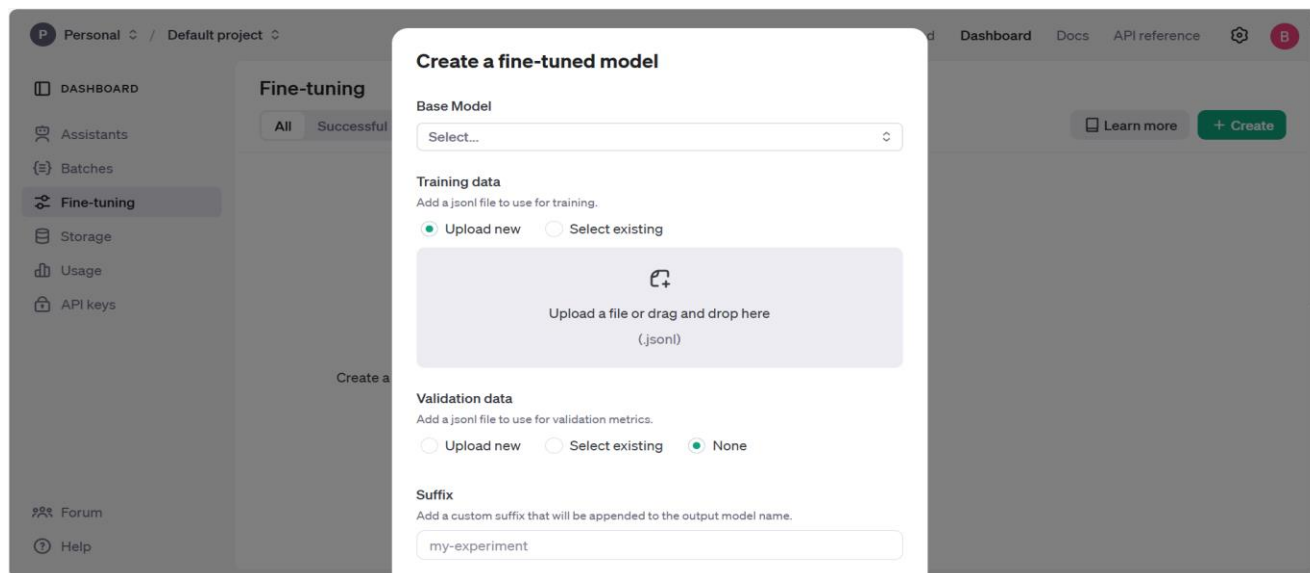 P Personal / Default project
d Dashboard Docs API reference B
DASHBOARD
Assistants
Batches
Fine-tuning
Storage
Usage
API keys
Forum
Help
Fine-tuning
All Successful
Learn more + Create
Create a
Create a fine-tuned model
Base Model
Select...
Training data
Add a jsonl file to use for training.
Upload new Select existing
Upload a file or drag and drop here
(.jsonl)
Validation data
Add a jsonl file to use for validation metrics.
Upload new Select existing None
Suffix
Add a custom suffix that will be appended to the output model name.
my-experiment